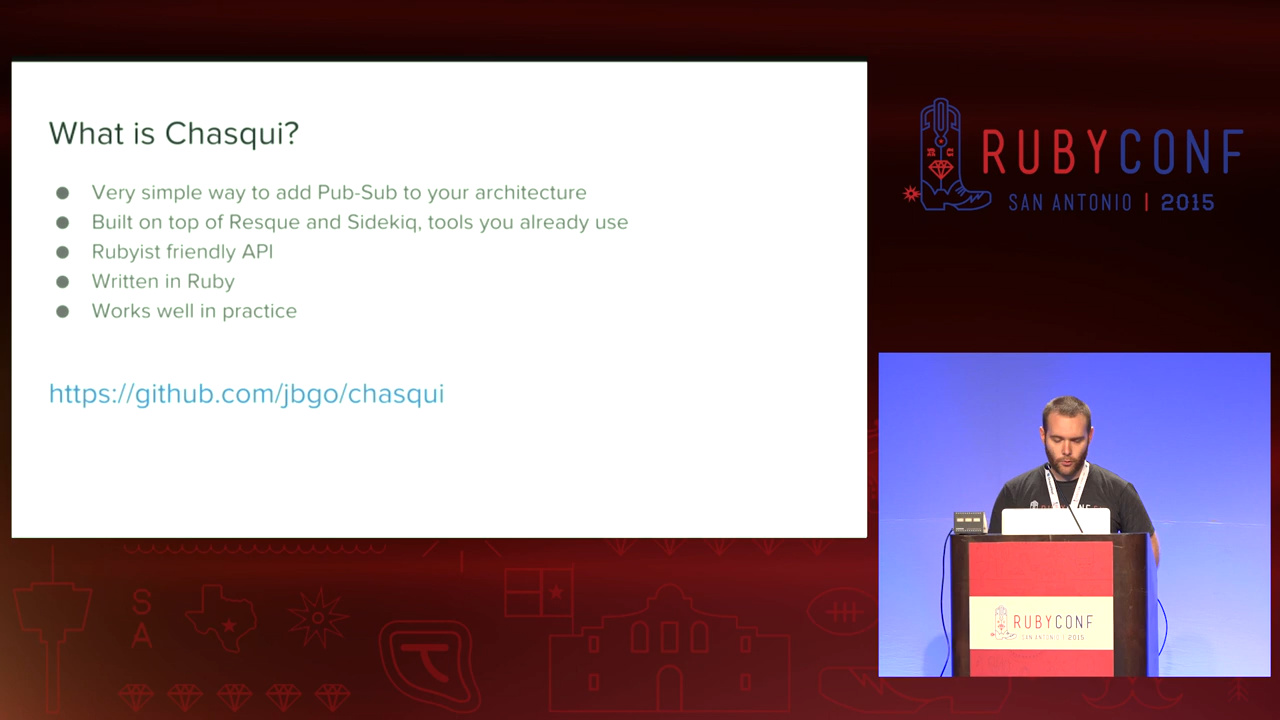 What is Chasqui?
● Very simple way to add Pub-Sub to your architecture
● Built on top of Resque and Sidekiq, tools you already use
● Rubyist friendly API
● Written in Ruby
● Works well in practice
https://github.com/jbgo/chasqui
RUBYCONF
SAN ANTONIO | 2015
RUBYCONF
RUBYCONF
SAN ANTONIO | 2015
S
A